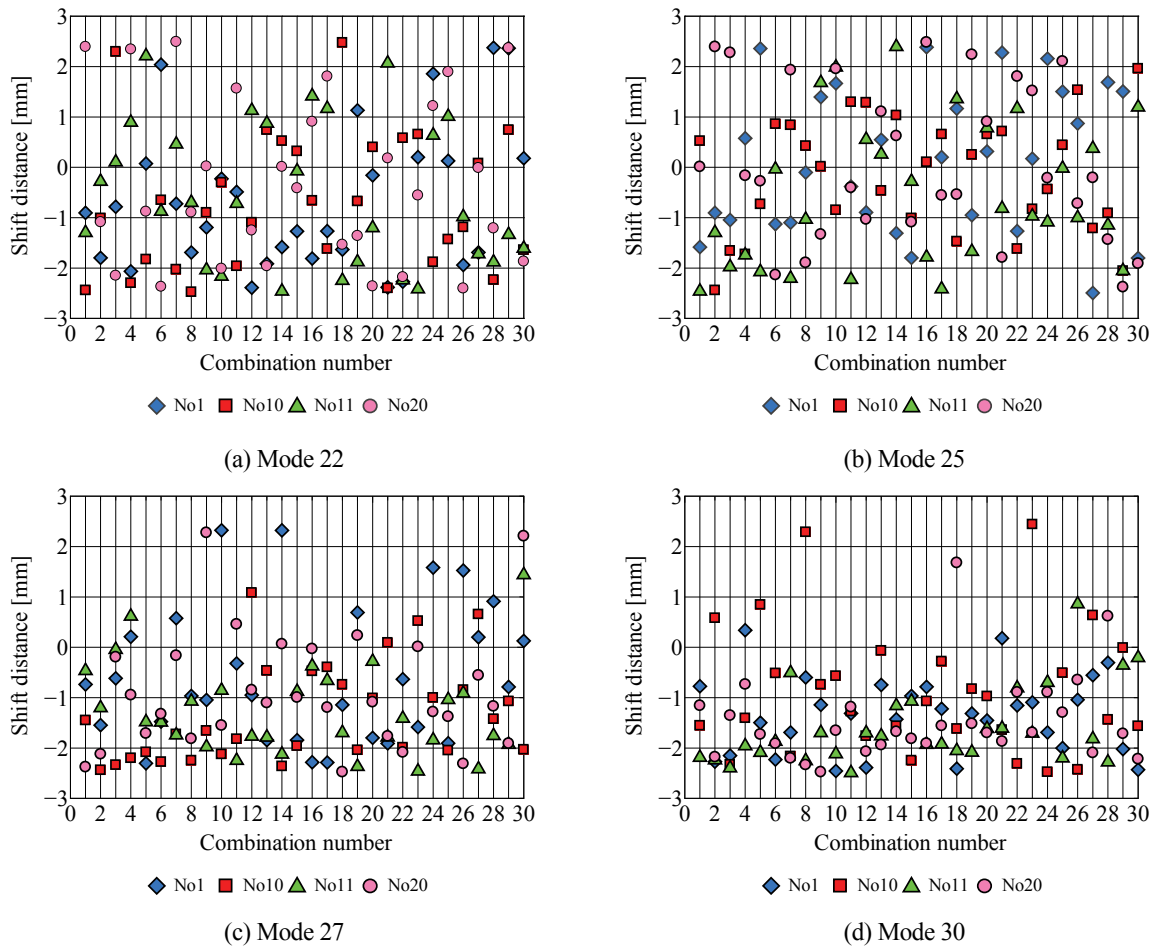 3
2
1
0
−1
−2
−3
Shift distance [mm]
0 2 4 6 8 10 12 14 16 18 20 22 24 26 28 30
Combination number
No1 No10 No11 No20
(a) Mode 22
3
2
1
0
−1
−2
−3
Shift distance [mm]
0 2 4 6 8 10 12 14 16 18 20 22 24 26 28 30
Combination number
No1 No10 No11 No20
(b) Mode 25
3
2
1
0
−1
−2
−3
Shift distance [mm]
0 2 4 6 8 10 12 14 16 18 20 22 24 26 28 30
Combination number
No1 No10 No11 No20
(c) Mode 27
3
2
1
0
−1
−2
−3
Shift distance [mm]
0 2 4 6 8 10 12 14 16 18 20 22 24 26 28 30
Combination number
No1 No10 No11 No20
(d) Mode 30